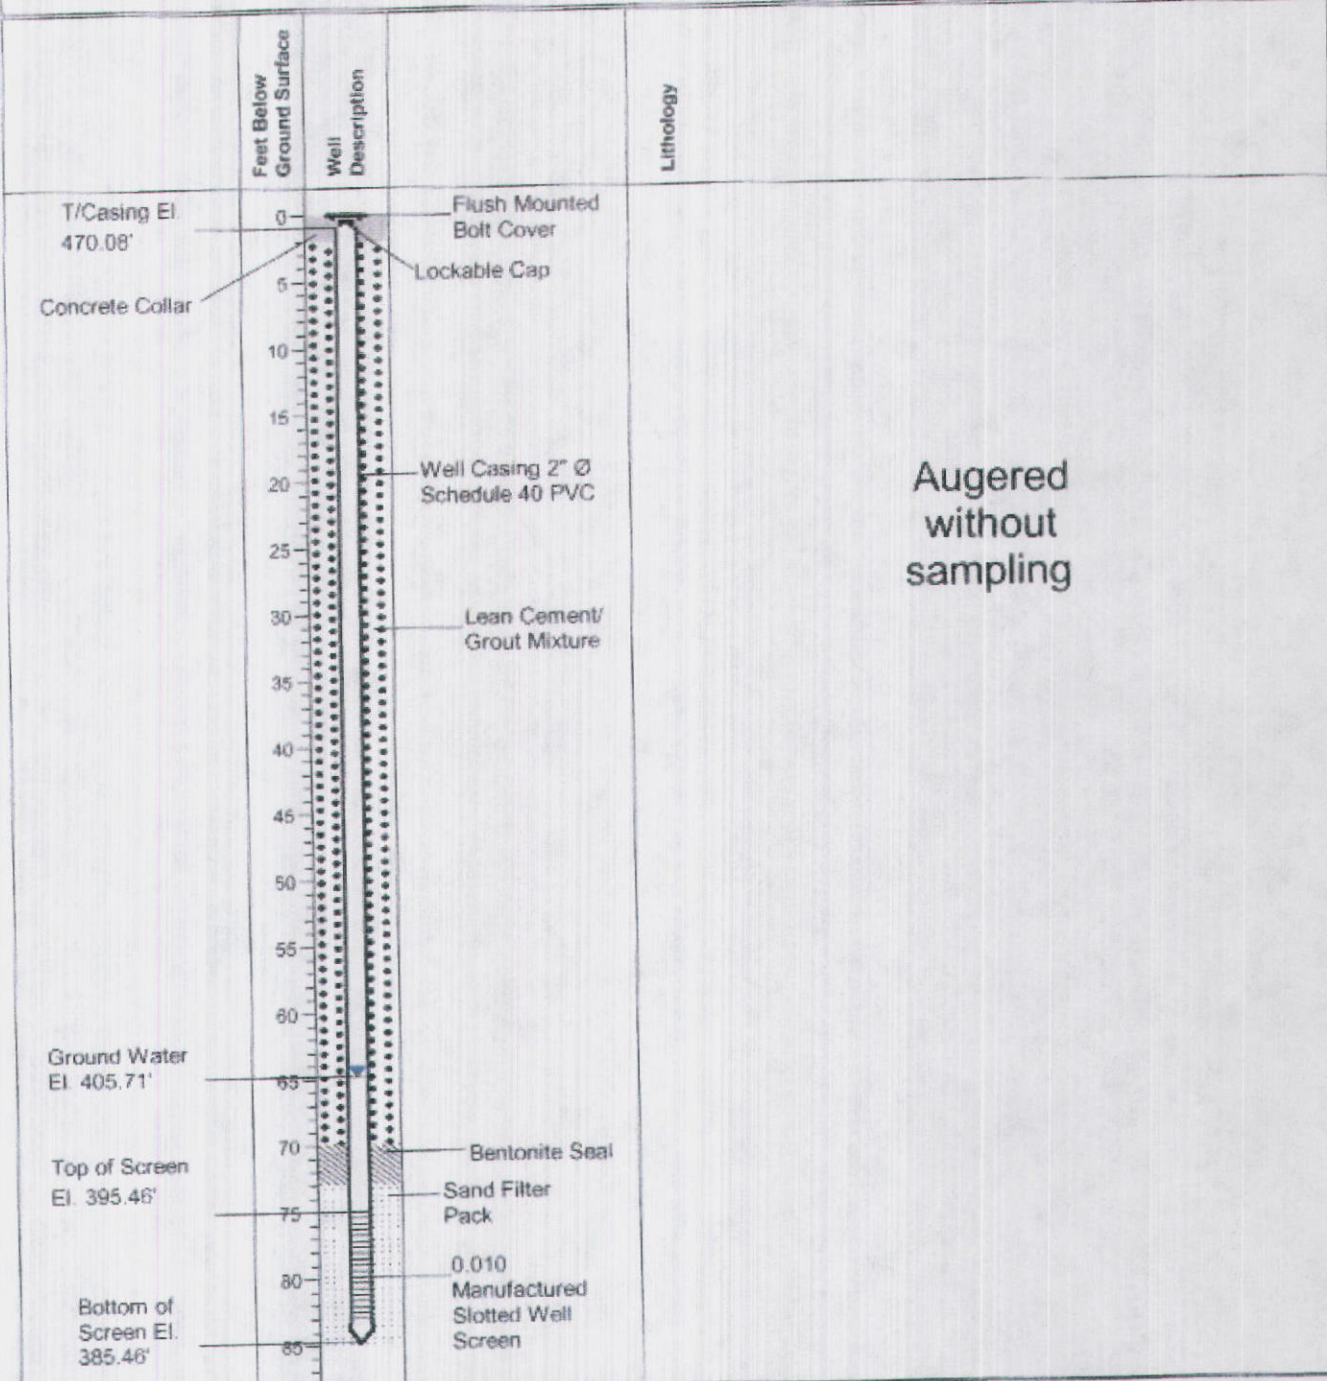 Feet Below
Ground Surface
Well
Description
Lithology
T/Casing El.
470.08'
Concrete Collar
Flush Mounted
Bolt Cover
Lockable Cap
0
5
10
15
20
25
30
35
40
45
50
55
60
65
70
75
80
85
Well Casing 2" Ø
Schedule 40 PVC
Lean Cement/
Grout Mixture
Augered
without
sampling
Ground Water
El. 405.71'
Top of Screen
El. 395.46'
Bottom of
Screen El.
385.46'
Bentonite Seal
Sand Filter
Pack
0.010
Manufactured
Slotted Well
Screen